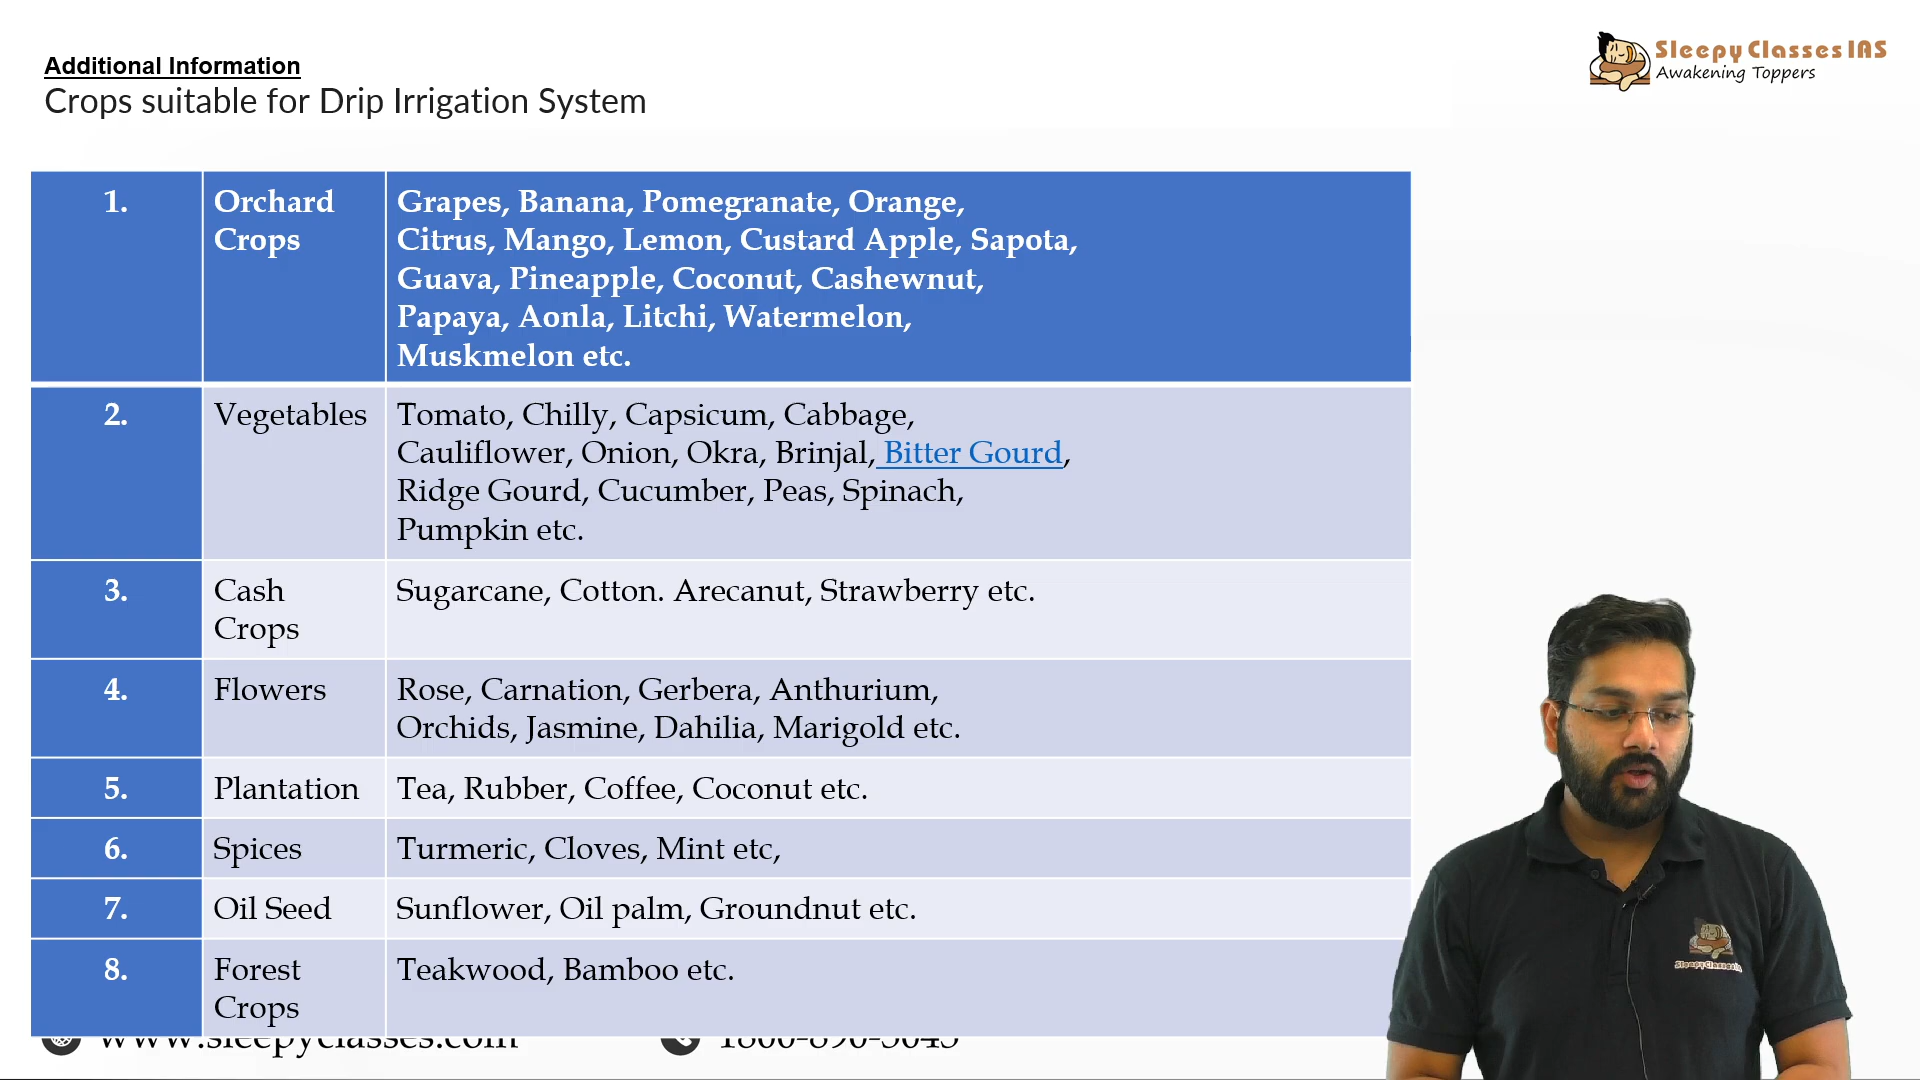 Additional Information
Crops suitable for Drip Irrigation System
Sleepy Classes IAS
Awakening Toppers
1.
Orchard
Crops
Grapes, Banana, Pomegranate, Orange,
Citrus, Mango, Lemon, Custard Apple, Sapota,
Guava, Pineapple, Coconut, Cashewnut,
Papaya, Aonla, Litchi, Watermelon,
Muskmelon etc.
2.
Vegetables
Tomato, Chilly, Capsicum, Cabbage,
Cauliflower, Onion, Okra, Brinjal, Bitter Gourd,
Ridge Gourd, Cucumber, Peas, Spinach,
Pumpkin etc.
3.
Cash
Crops
Sugarcane, Cotton. Arecanut, Strawberry etc.
4.
Flowers
Rose, Carnation, Gerbera, Anthurium,
Orchids, Jasmine, Dahilia, Marigold etc.
5.
Plantation
Tea, Rubber, Coffee, Coconut etc.
6.
Spices
Turmeric, Cloves, Mint etc,
7.
Oil Seed
Sunflower, Oil palm, Groundnut etc.
8.
Forest
Crops
Teakwood, Bamboo etc.
www.sleepyclasses.com